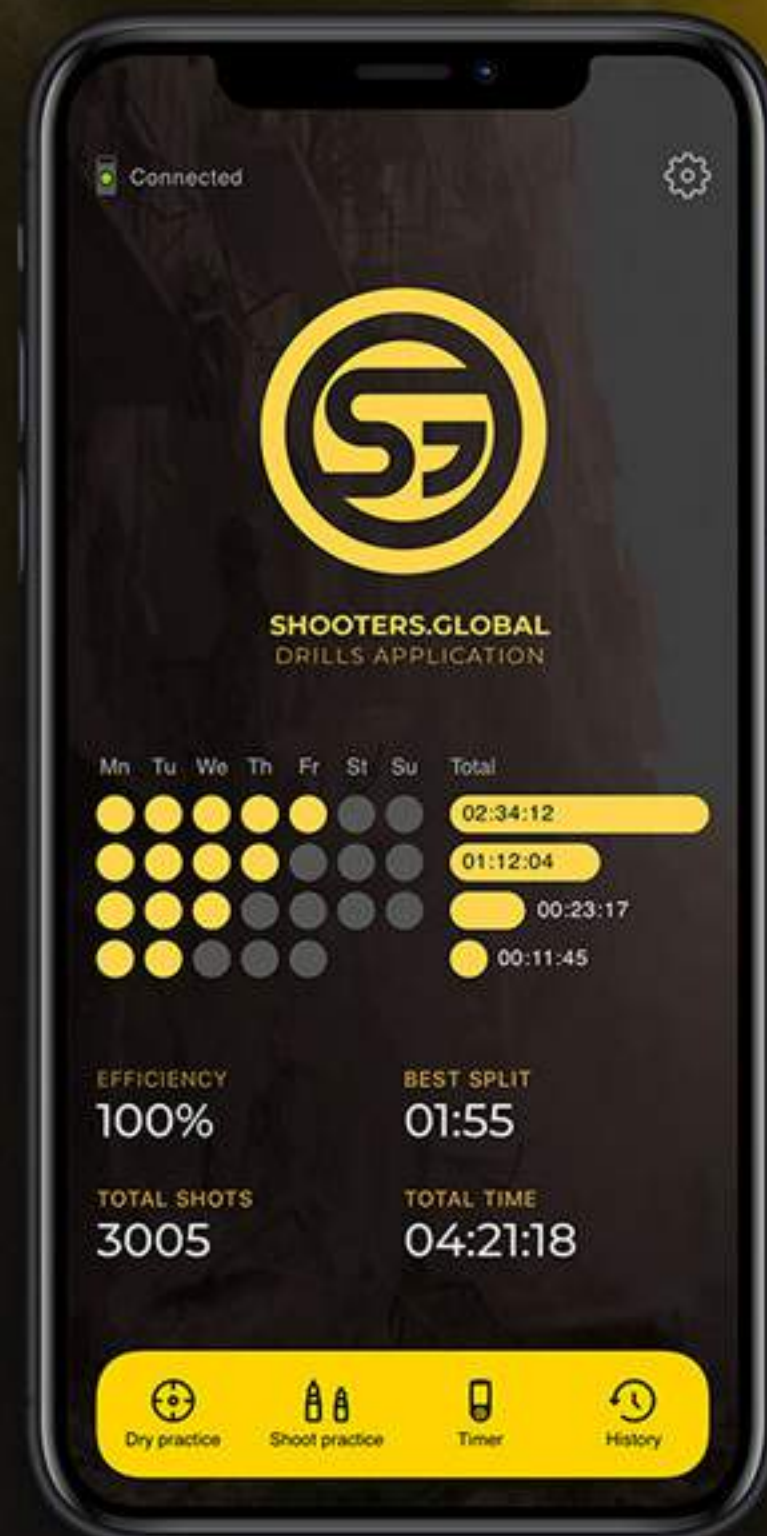 Connected
SG
SHOOTERS.GLOBAL
DRILLS APPLICATION
Mn Tu We Th Fr St Su Total
02:34:12
01:12:04
00:23:17
00:11:45
EFFICIENCY BEST SPLIT
100% 01:55
TOTAL SHOTS TOTAL TIME
3005 04:21:18
Dry practice Shoot practice Timer History